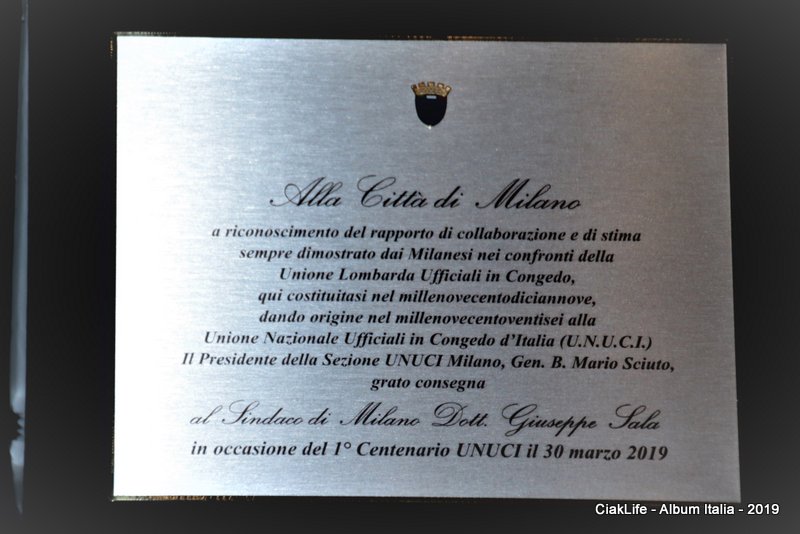 Alla Città di Milano
a riconoscimento del rapporto di collaborazione e di stima
sempre dimostrato dai Milanesi nei confronti della
Unione Lombarda Ufficiali in Congedo,
qui costituitasi nel millenovecentodiciannove,
dando origine nel millenovecentoventisei alla
Unione Nazionale Ufficiali in Congedo d'Italia (U.N.U.C.I.)
Il Presidente della Sezione UNUCI Milano, Gen. B. Mario Sciuto,
grato consegna
al Sindaco di Milano Dott. Giuseppe Sala
in occasione del 1° Centenario UNUCI il 30 marzo 2019
CiakLife - Album Italia - 2019